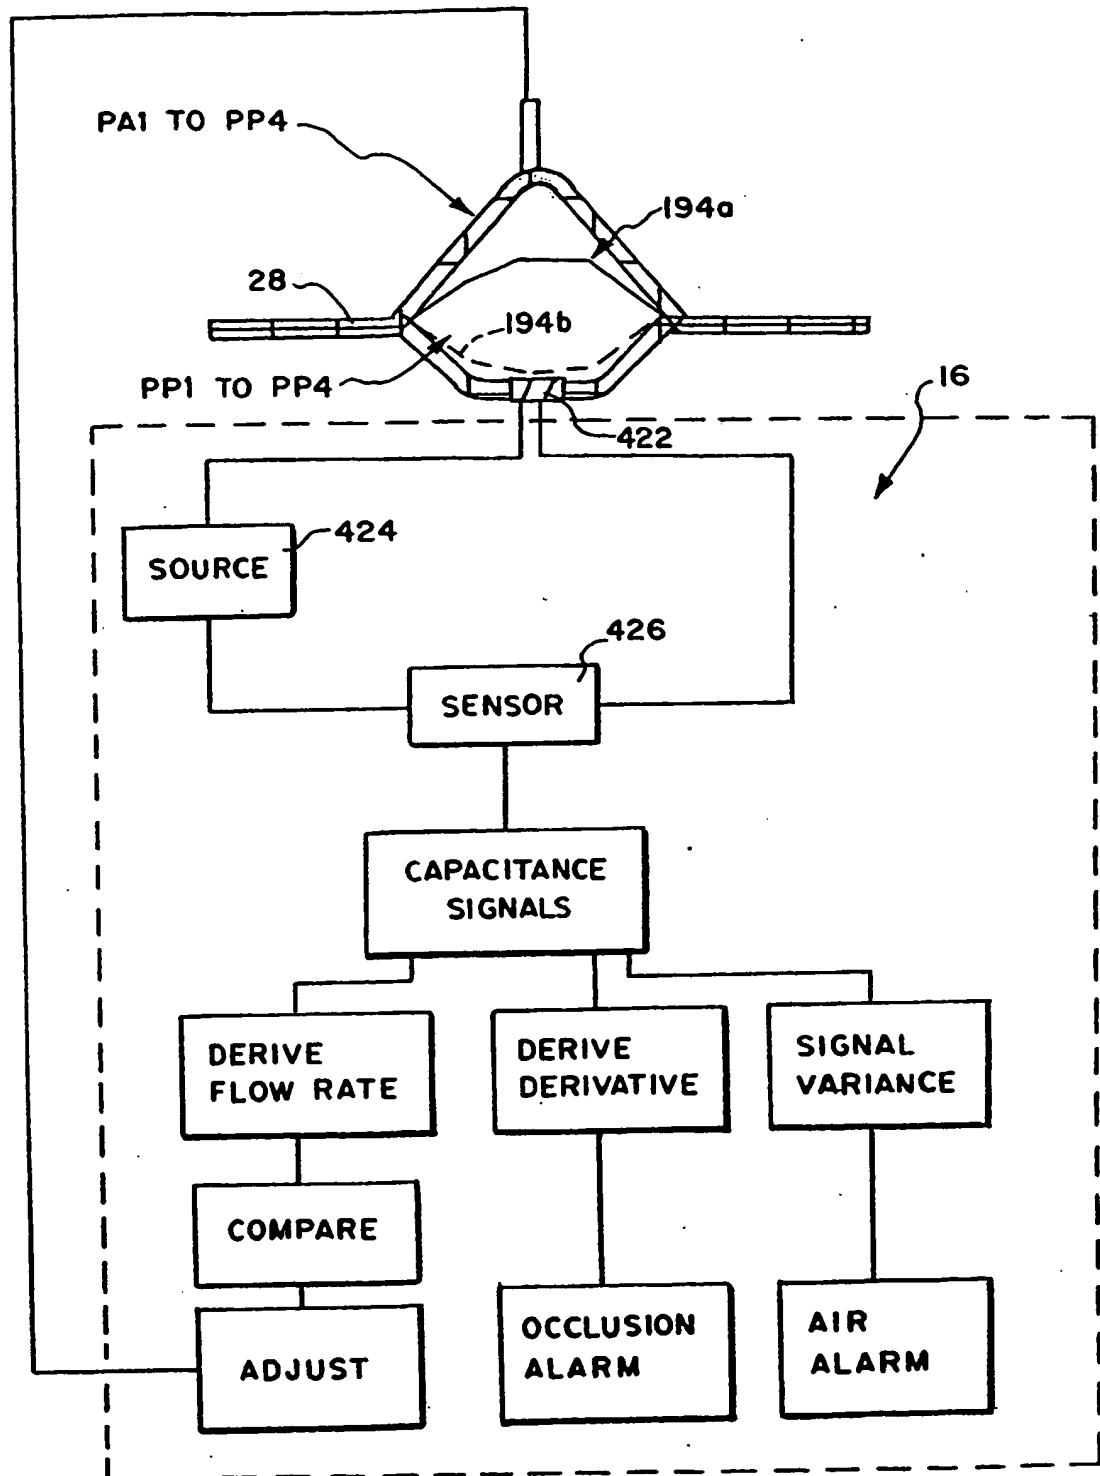 PA1 TO PP4
194a
28
194b
PP1 TO PP4
16
422
424
SOURCE
426
SENSOR
CAPACITANCE
SIGNALS
DERIVE
FLOW RATE
DERIVE
DERIVATIVE
SIGNAL
VARIANCE
COMPARE
ADJUST
OCCLUSION
ALARM
AIR
ALARM